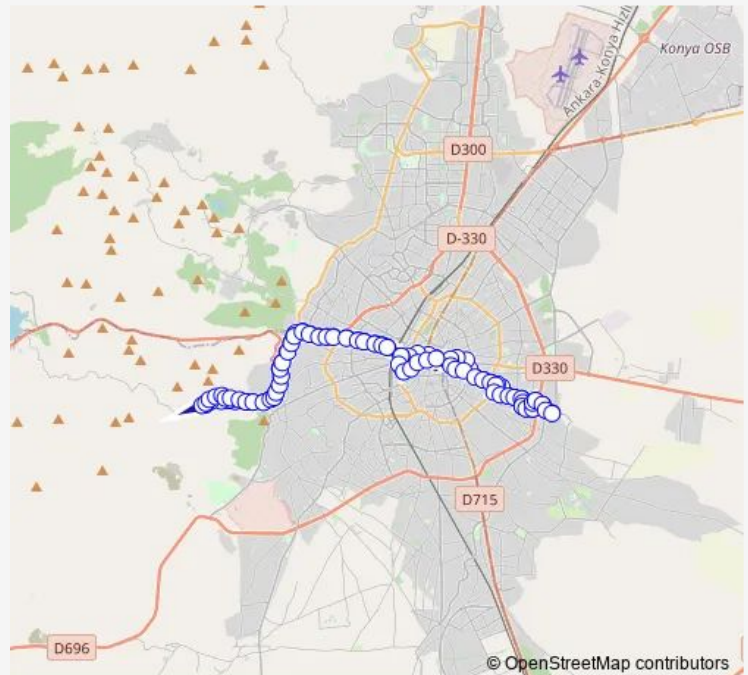 Konya OSB
Ankara-Konya Hızlı
D300
D-330
D330
D715
D696
© OpenStreetMap contributors